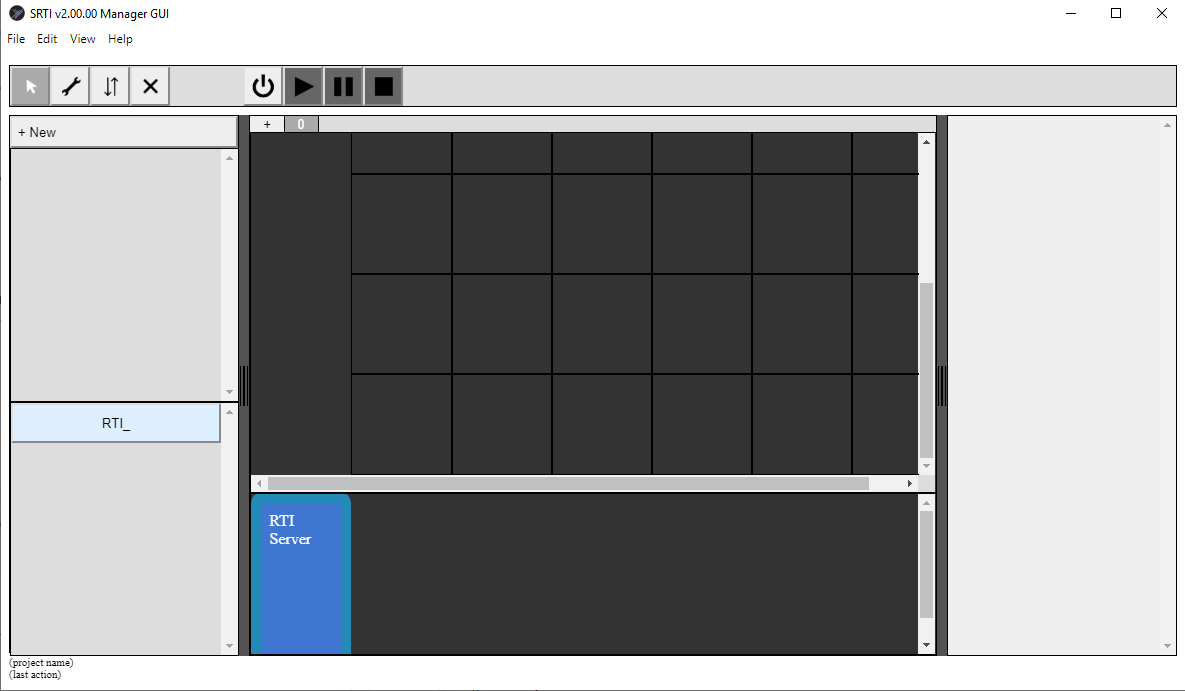 SRTI v2.00.00 Manager GUI
File Edit View Help
+ New
+ 0
RTI_
RTI
Server
(project name)
(last action)